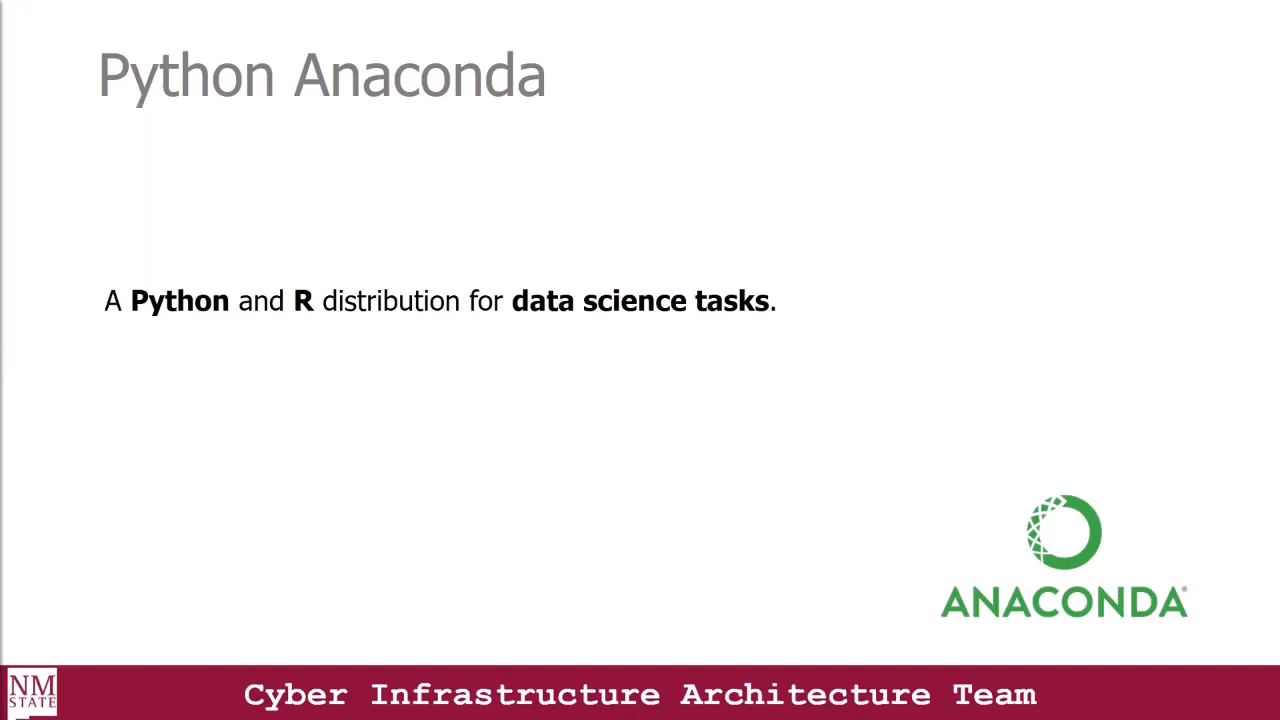 Python Anaconda
A Python and R distribution for data science tasks.
ANACONDA®
NM
STATE
Cyber Infrastructure Architecture Team